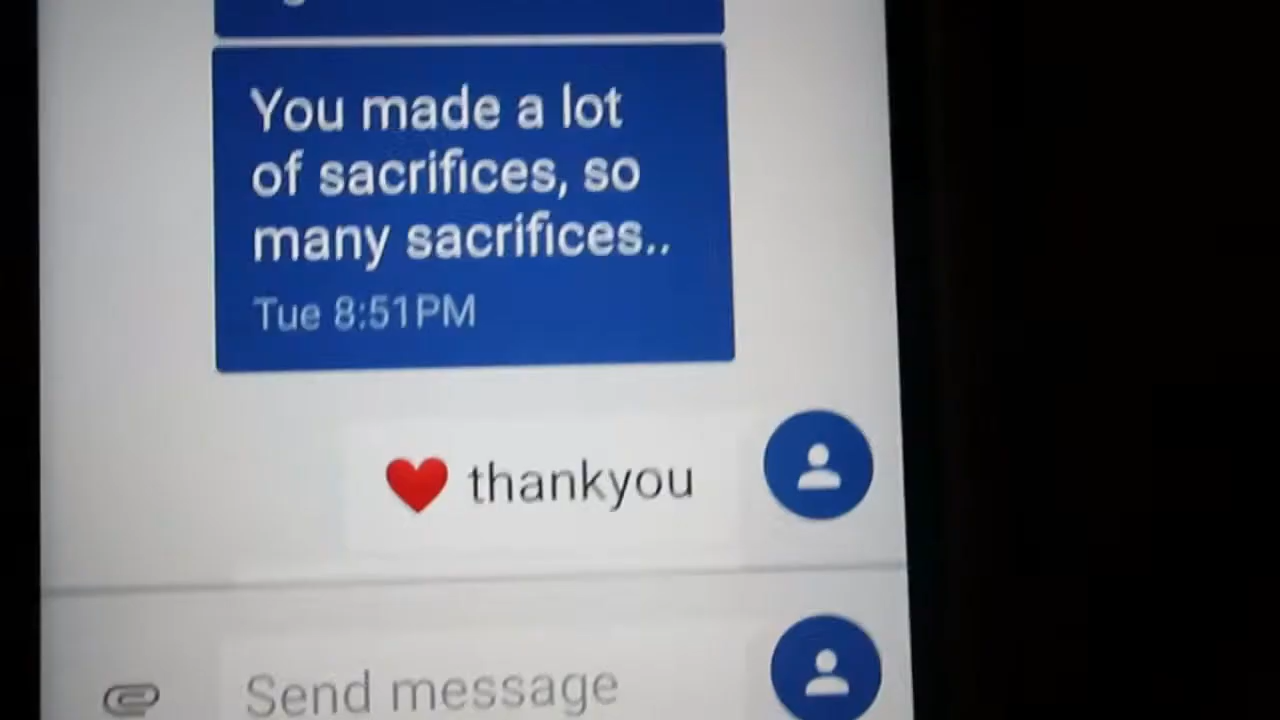 You made a lot
of sacrifices, so
many sacrifices..
Tue 8:51PM
❤️ thankyou
Send message